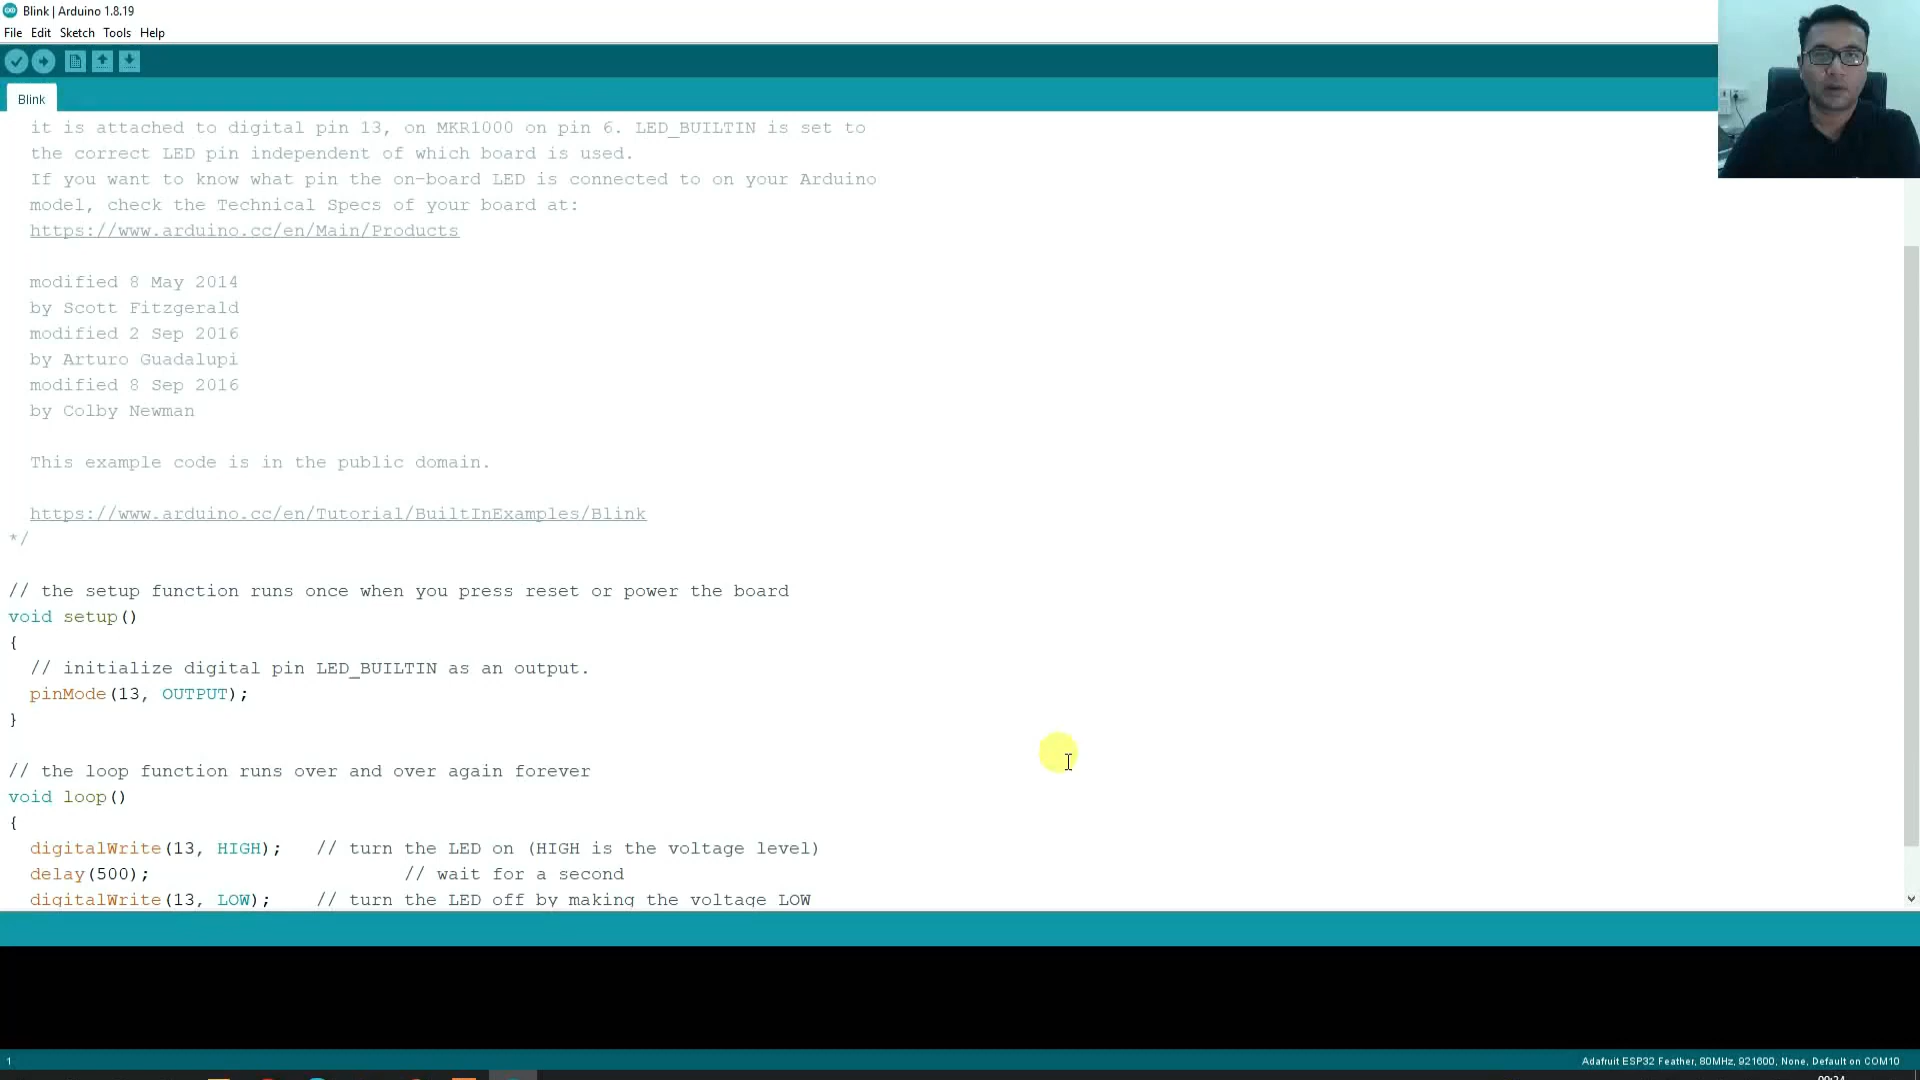 Blink | Arduino 1.8.19
File Edit Sketch Tools Help
Blink
it is attached to digital pin 13, on MKR1000 on pin 6. LED_BUILTIN is set to
the correct LED pin independent of which board is used.
If you want to know what pin the on-board LED is connected to on your Arduino
model, check the Technical Specs of your board at:
https://www.arduino.cc/en/Main/Products
modified 8 May 2014
by Scott Fitzgerald
modified 2 Sep 2016
by Arturo Guadalupi
modified 8 Sep 2016
by Colby Newman
This example code is in the public domain.
https://www.arduino.cc/en/Tutorial/BuiltInExamples/Blink
*/
// the setup function runs once when you press reset or power the board
void setup()
{
// initialize digital pin LED_BUILTIN as an output.
pinMode(13, OUTPUT);
}
// the loop function runs over and over again forever
void loop()
{
digitalWrite(13, HIGH); // turn the LED on (HIGH is the voltage level)
delay(500); // wait for a second
digitalWrite(13, LOW); // turn the LED off by making the voltage LOW
1
Adafruit ESP32 Feather, 80MHz, 921600, None, Default on COM10